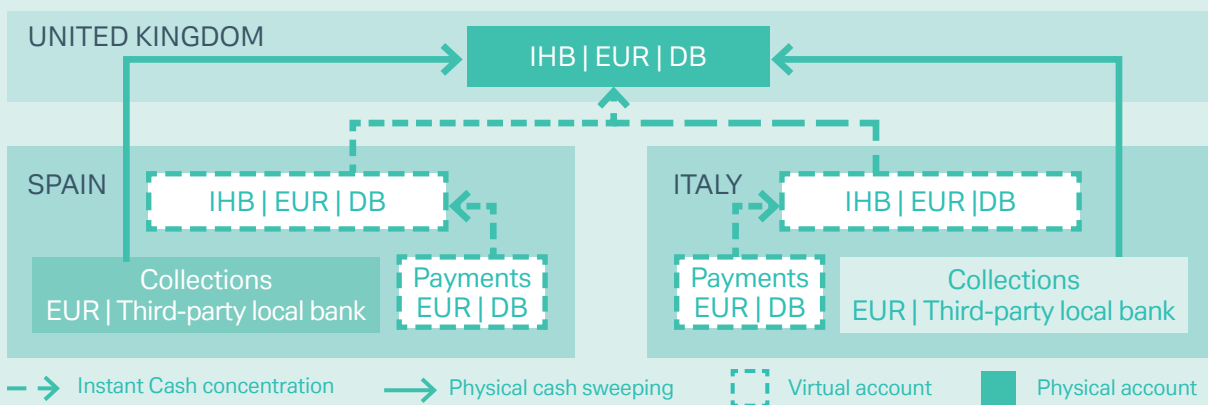 UNITED KINGDOM
IHB | EUR | DB
SPAIN
IHB | EUR | DB
Collections
EUR | Third-party local bank
Payments
EUR | DB
ITALY
IHB | EUR |DB
Payments
EUR | DB
Collections
EUR | Third-party local bank
Instant Cash concentration
Physical cash sweeping
Virtual account
Physical account